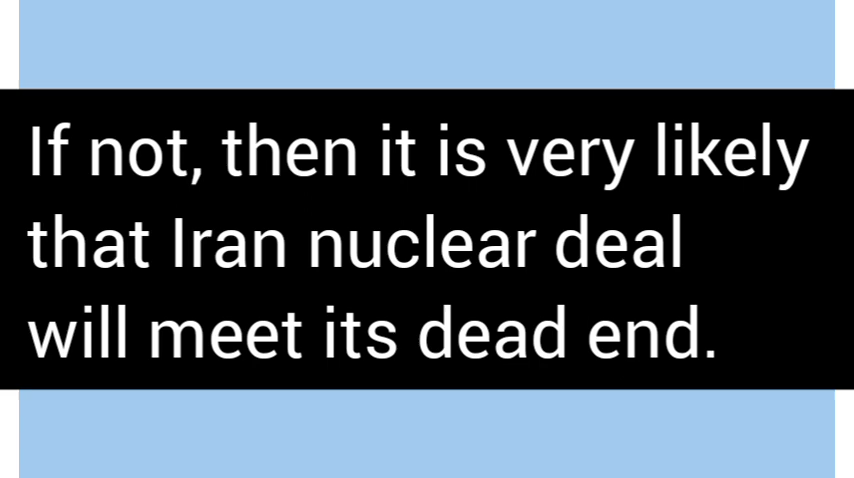 If not, then it is very likely
that Iran nuclear deal
will meet its dead end.